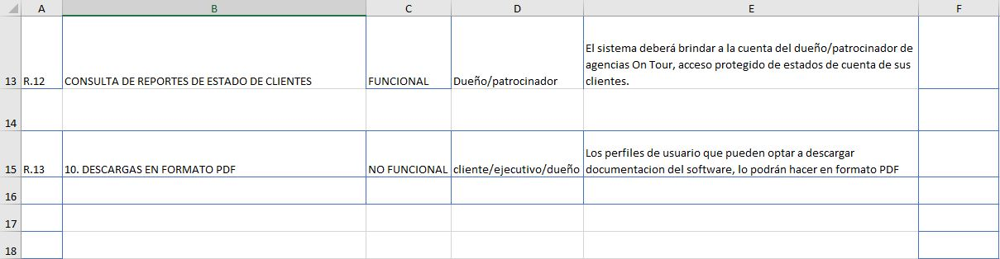 A B C D E F
13 R.12 CONSULTA DE REPORTES DE ESTADO DE CLIENTES FUNCIONAL Dueño/patrocinador
El sistema deberá brindar a la cuenta del dueño/patrocinador de
agencias On Tour, acceso protegido de estados de cuenta de sus
clientes.
14
15 R.13 10. DESCARGAS EN FORMATO PDF NO FUNCIONAL cliente/ejecutivo/dueño
Los perfiles de usuario que pueden optar a descargar
documentacion del software, lo podrán hacer en formato PDF
16
17
18